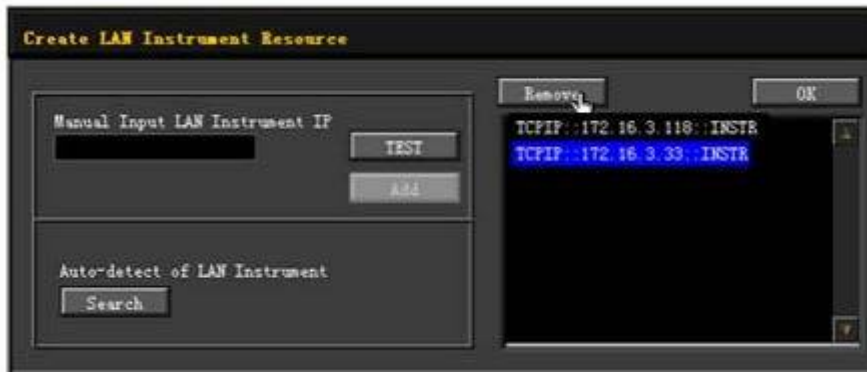 Create LAN Instrument Resource
Remove
OK
Manual Input LAN Instrument IP
TEST
Add
TCPIP::172.16.3.118::INSTR
TCPIP::172.16.3.33::INSTR
Auto-detect of LAN Instrument
Search